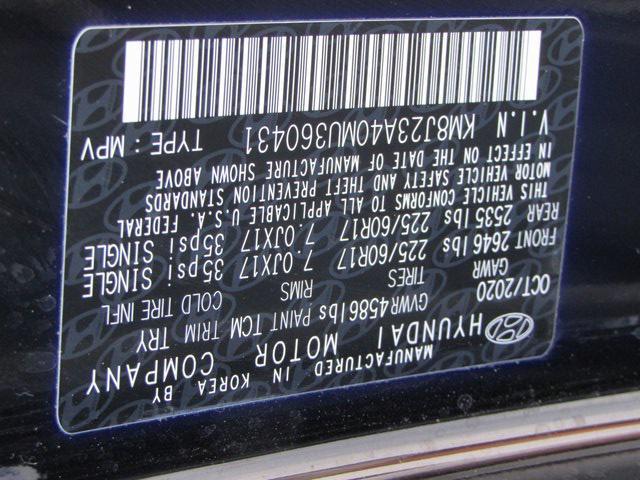 MANUFACTURED IN KOREA BY
HYUNDAI MOTOR COMPANY
OCT/2020 GVWR 4586lbs PAINT TCM TRIM TRY
GAWR TIRES RIMS COLD TIRE INFL
FRONT 2646lbs 225/60R17 7.0JX17 35psi SINGLE
REAR 2535lbs 225/60R17 7.0JX17 35psi SINGLE
THIS VEHICLE CONFORMS TO ALL APPLICABLE U.S.A. FEDERAL
MOTOR VEHICLE SAFETY AND THEFT PREVENTION STANDARDS
IN EFFECT ON THE DATE OF MANUFACTURE SHOWN ABOVE
V.I.N KM8J23A40MU360431 TYPE : MPV